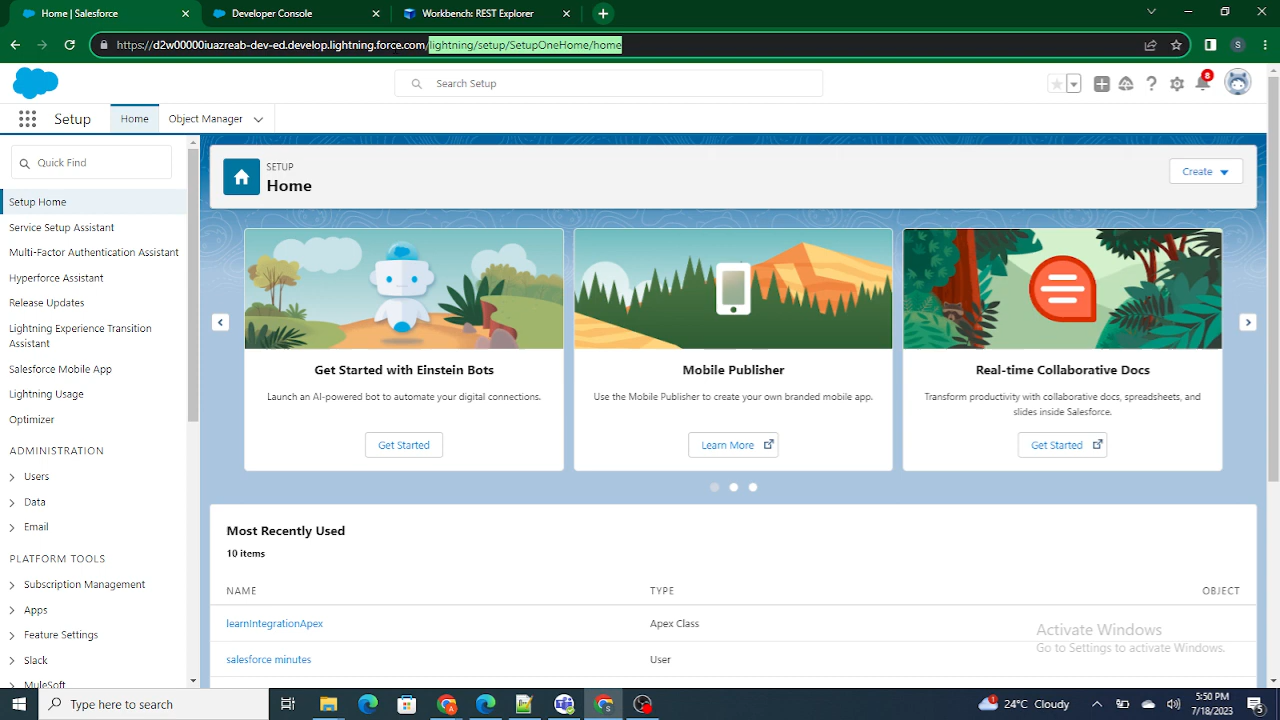 Home | Salesforce
Developer Console
Workbench: REST Explorer
https://d2w00000iuazreab-dev-ed.develop.lightning.force.com/lightning/setup/SetupOneHome/home
S
Search Setup
8
Setup
Home
Object Manager
Quick Find
Setup Home
Service Setup Assistant
Multi-Factor Authentication Assistant
Hyperforce Assistant
Release Updates
Lightning Experience Transition
Assistant
Salesforce Mobile App
Lightning Usage
Optimizer
ADMINISTRATION
Users
Data
Email
PLATFORM TOOLS
Subscription Management
Apps
Feature Settings
Slack
MuleSoft
SETUP
Home
Create
Get Started with Einstein Bots
Launch an AI-powered bot to automate your digital connections.
Get Started
Mobile Publisher
Use the Mobile Publisher to create your own branded mobile app.
Learn More
Real-time Collaborative Docs
Transform productivity with collaborative docs, spreadsheets, and
slides inside Salesforce.
Get Started
Most Recently Used
10 items
NAME TYPE OBJECT
learnIntegrationApex Apex Class
salesforce minutes User
Activate Windows
Go to Settings to activate Windows.
Type here to search
24°C Cloudy
5:50 PM
7/18/2023